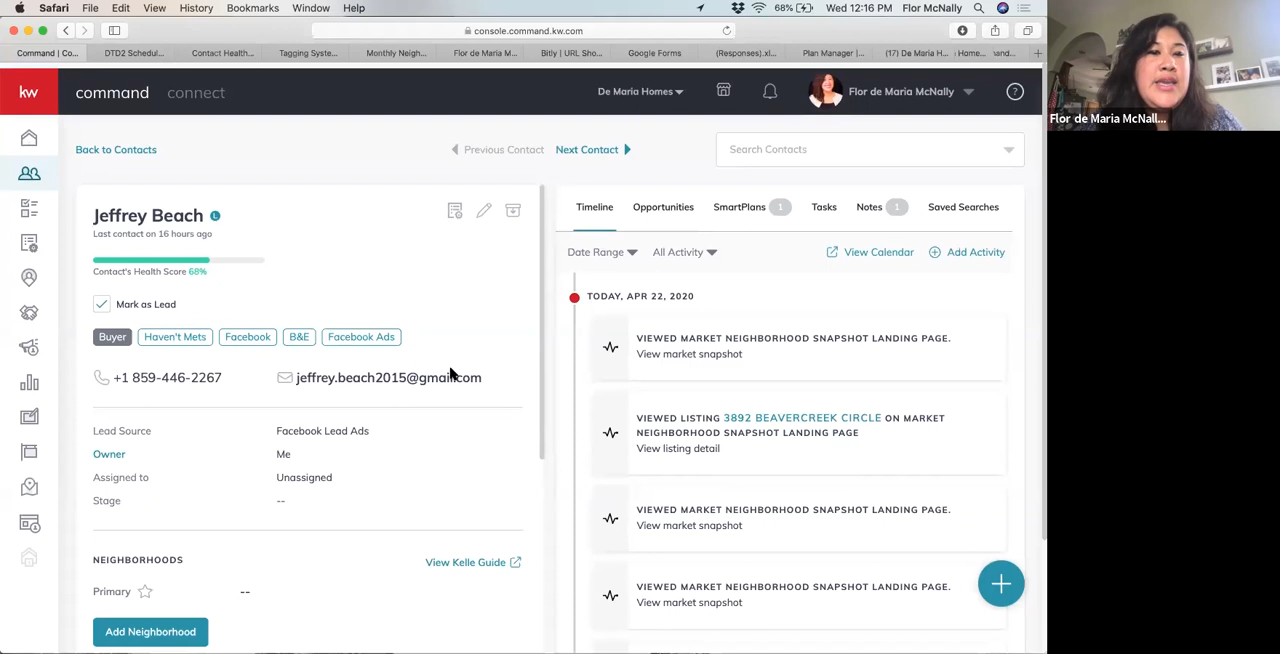 Safari File Edit View History Bookmarks Window Help 68% Wed 12:16 PM Flor McNally
console.command.kw.com
Command | Co... DTD2 Schedul... Contact Health... Tagging Syste... Monthly Neigh... Flor de Maria M... Bitly | URL Sho... Google Forms (Responses).xl... Plan Manager |... (17) De Maria H...
kw command connect De Maria Homes Flor de Maria McNally ?
Flor de Maria McNall...
Back to Contacts Previous Contact Next Contact Search Contacts
Jeffrey Beach L
Last contact on 16 hours ago
Contact's Health Score 68%
Mark as Lead
Buyer Haven't Mets Facebook B&E Facebook Ads
+1 859-446-2267 jeffrey.beach2015@gmail.com
Lead Source Facebook Lead Ads
Owner Me
Assigned to Unassigned
Stage --
NEIGHBORHOODS View Kelle Guide
Primary --
Add Neighborhood
Timeline Opportunities SmartPlans 1 Tasks Notes 1 Saved Searches
Date Range All Activity View Calendar Add Activity
TODAY, APR 22, 2020
VIEWED MARKET NEIGHBORHOOD SNAPSHOT LANDING PAGE.
View market snapshot
VIEWED LISTING 3892 BEAVERCREEK CIRCLE ON MARKET
NEIGHBORHOOD SNAPSHOT LANDING PAGE
View listing detail
VIEWED MARKET NEIGHBORHOOD SNAPSHOT LANDING PAGE.
View market snapshot
VIEWED MARKET NEIGHBORHOOD SNAPSHOT LANDING PAGE.
View market snapshot